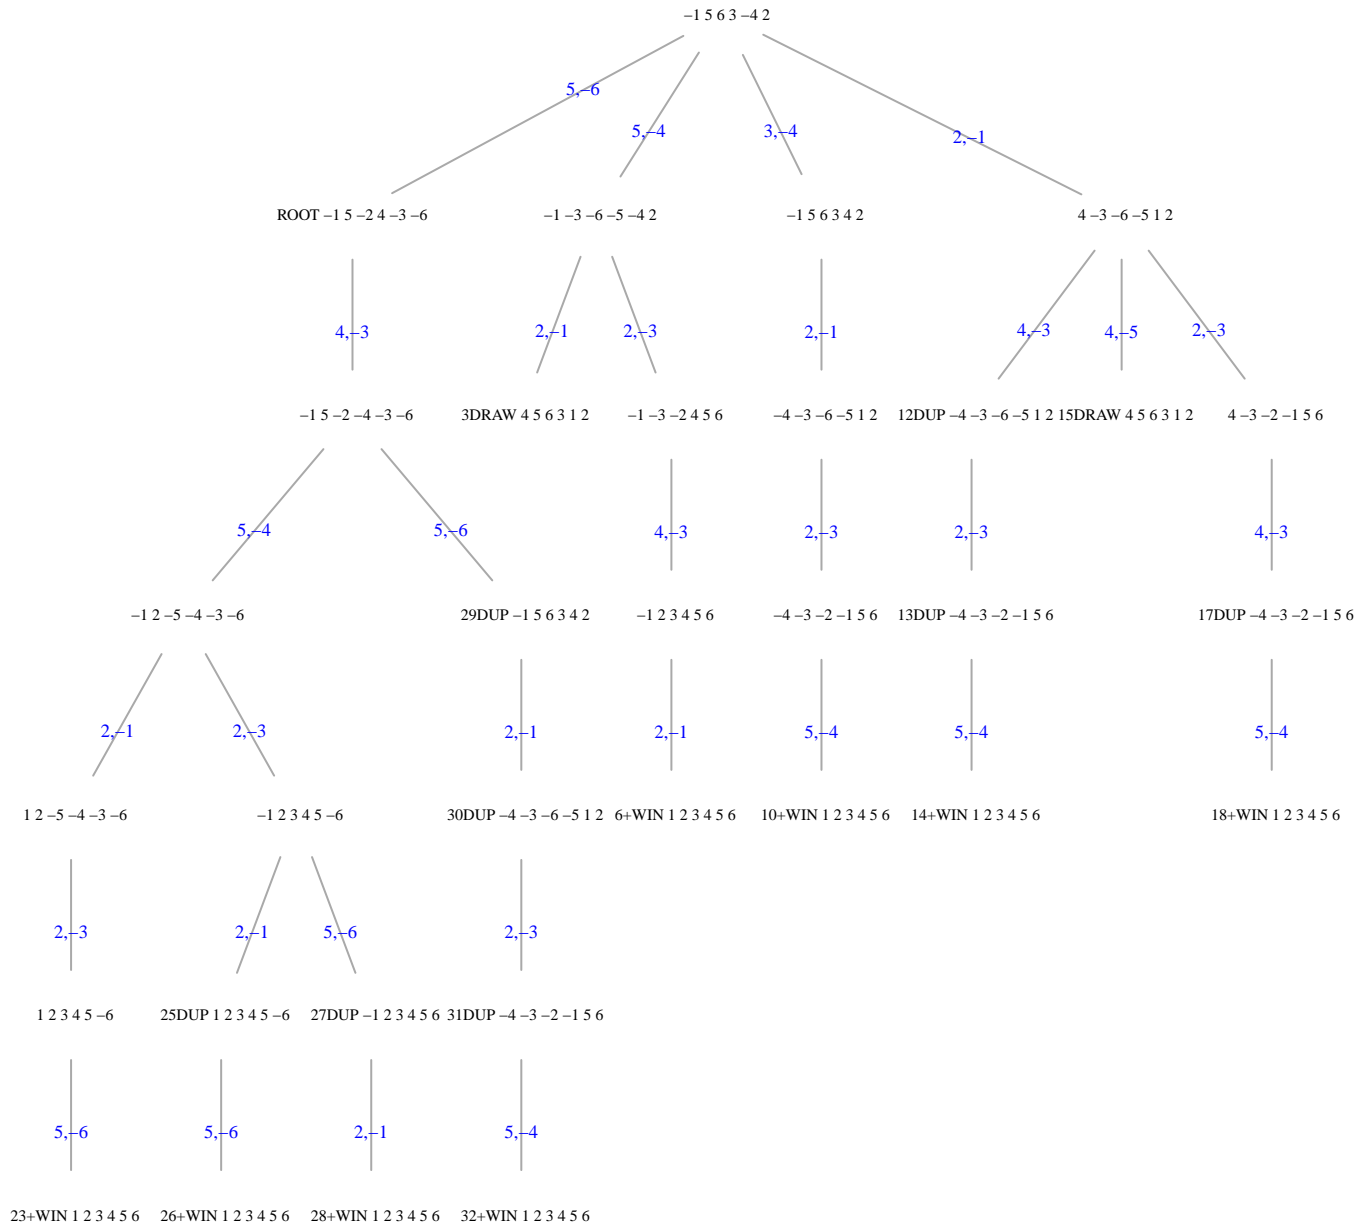 −1 5 6 3 −4 2
5,−6
5,−4
3,−4
2,−1
ROOT −1 5 −2 4 −3 −6
−1 −3 −6 −5 −4 2
−1 5 6 3 4 2
4 −3 −6 −5 1 2
4,−3
2,−1
2,−3
2,−1
4,−3
4,−5
2,−3
−1 5 −2 −4 −3 −6
3DRAW 4 5 6 3 1 2
−1 −3 −2 4 5 6
−4 −3 −6 −5 1 2
12DUP −4 −3 −6 −5 1 2
15DRAW 4 5 6 3 1 2
4 −3 −2 −1 5 6
5,−4
5,−6
4,−3
2,−3
2,−3
4,−3
−1 2 −5 −4 −3 −6
29DUP −1 5 6 3 4 2
−1 2 3 4 5 6
−4 −3 −2 −1 5 6
13DUP −4 −3 −2 −1 5 6
17DUP −4 −3 −2 −1 5 6
2,−1
2,−3
2,−1
2,−1
5,−4
5,−4
5,−4
1 2 −5 −4 −3 −6
−1 2 3 4 5 −6
30DUP −4 −3 −6 −5 1 2
6+WIN 1 2 3 4 5 6
10+WIN 1 2 3 4 5 6
14+WIN 1 2 3 4 5 6
18+WIN 1 2 3 4 5 6
2,−3
2,−1
5,−6
2,−3
1 2 3 4 5 −6
25DUP 1 2 3 4 5 −6
27DUP −1 2 3 4 5 6
31DUP −4 −3 −2 −1 5 6
5,−6
5,−6
2,−1
5,−4
23+WIN 1 2 3 4 5 6
26+WIN 1 2 3 4 5 6
28+WIN 1 2 3 4 5 6
32+WIN 1 2 3 4 5 6